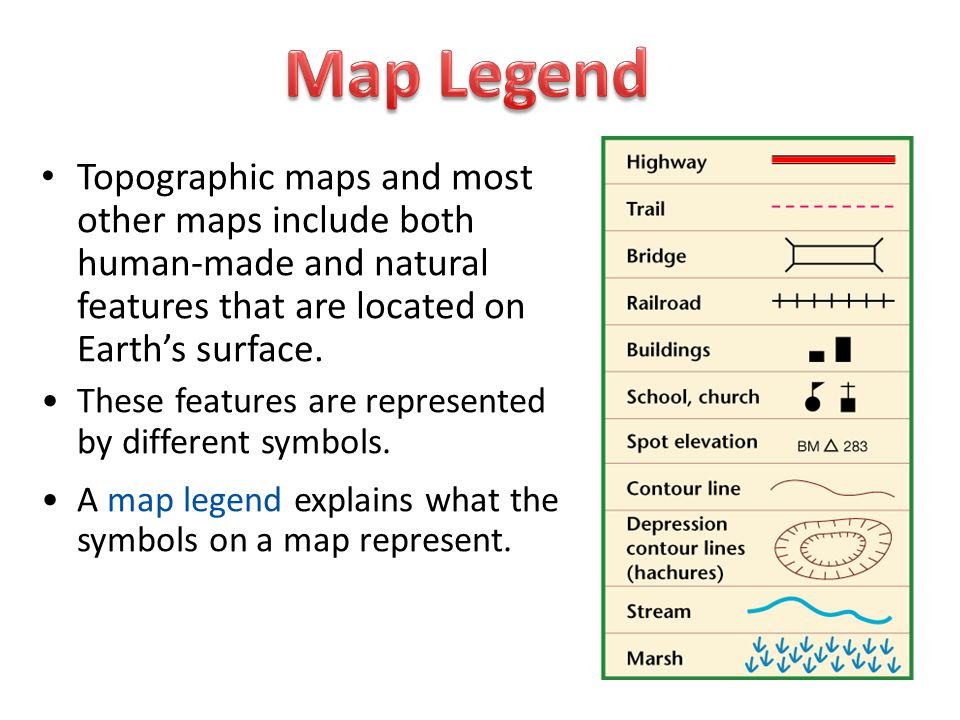 Map Legend
• Topographic maps and most
other maps include both
human-made and natural
features that are located on
Earth’s surface.
• These features are represented
by different symbols.
• A map legend explains what the
symbols on a map represent.
Highway
Trail
Bridge
Railroad
Buildings
School, church
Spot elevation BM △ 283
Contour line
Depression
contour lines
(hachures)
Stream
Marsh